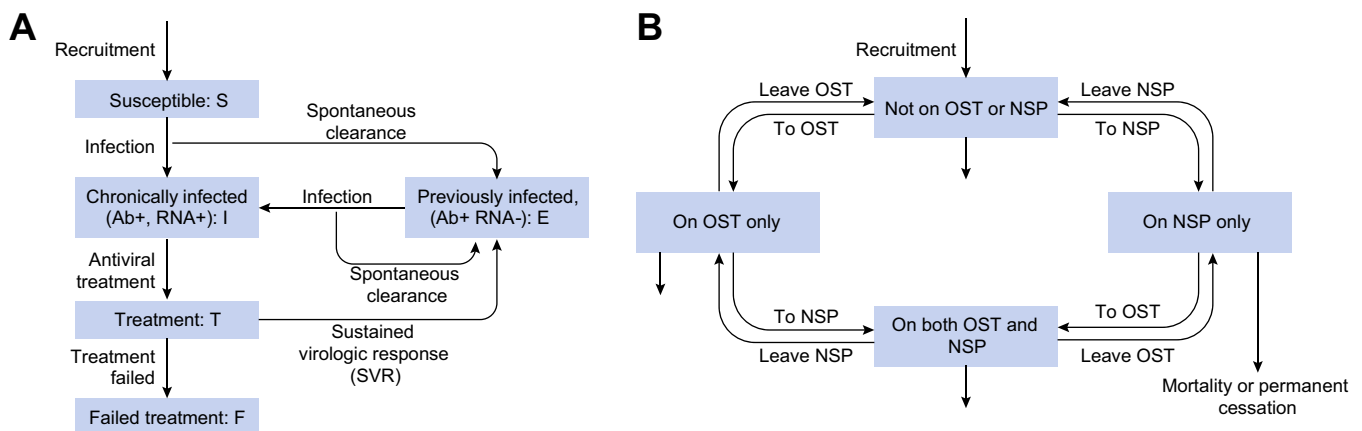 A
Recruitment
Susceptible: S
Spontaneous
clearance
Infection
Chronically infected
(Ab+, RNA+): I
Infection
Previously infected,
(Ab+ RNA-): E
Antiviral
treatment
Spontaneous
clearance
Treatment: T
Sustained
virologic response
(SVR)
Treatment
failed
Failed treatment: F
B
Recruitment
Leave OST
To OST
Not on OST or NSP
Leave NSP
To NSP
On OST only
On NSP only
To NSP
Leave NSP
On both OST and
NSP
To OST
Leave OST
Mortality or permanent
cessation